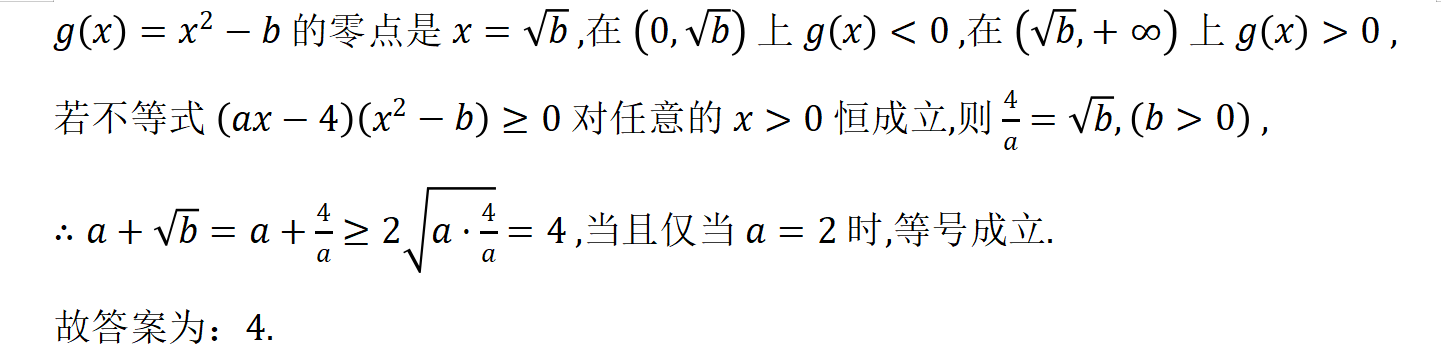 g(x) = x² − b 的零点是 x = √b ,在 (0, √b) 上 g(x) < 0 ,在 (√b, + ∞) 上 g(x) > 0 ,
若不等式 (ax − 4)(x² − b) ≥ 0 对任意的 x > 0 恒成立,则 4/a = √b, (b > 0) ,
∴ a + √b = a + 4/a ≥ 2√(a · 4/a) = 4 ,当且仅当 a = 2 时,等号成立.
故答案为：4.